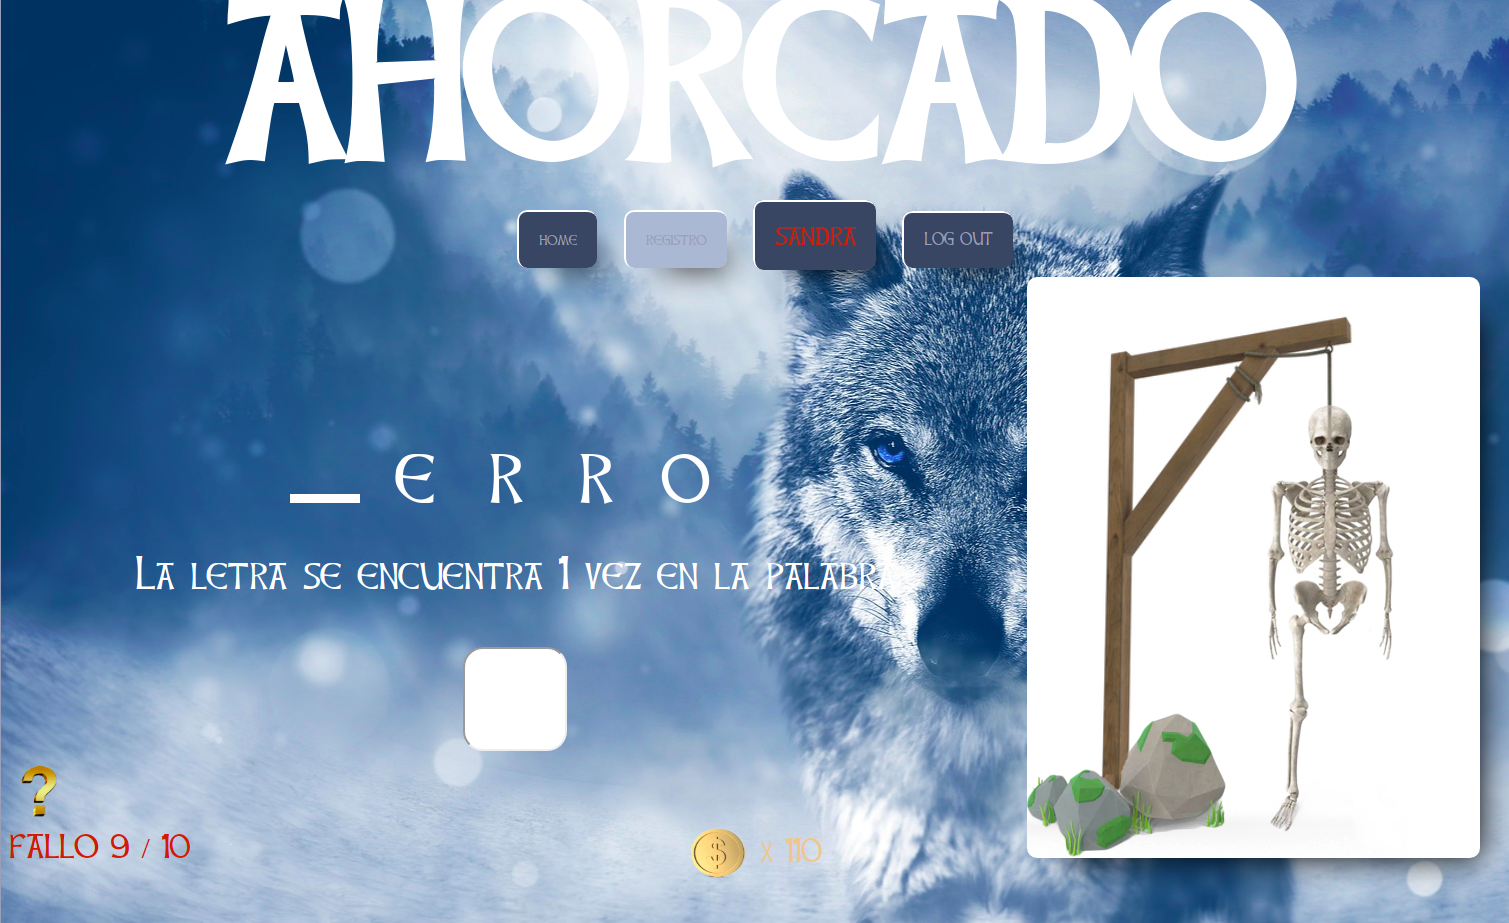 AHORCADO
HOME
REGISTRO
SANDRA
LOG OUT
_ E R R O
LA LETRA SE ENCUENTRA 1 VEZ EN LA PALABRA
?
FALLO 9 / 10
$ X 110